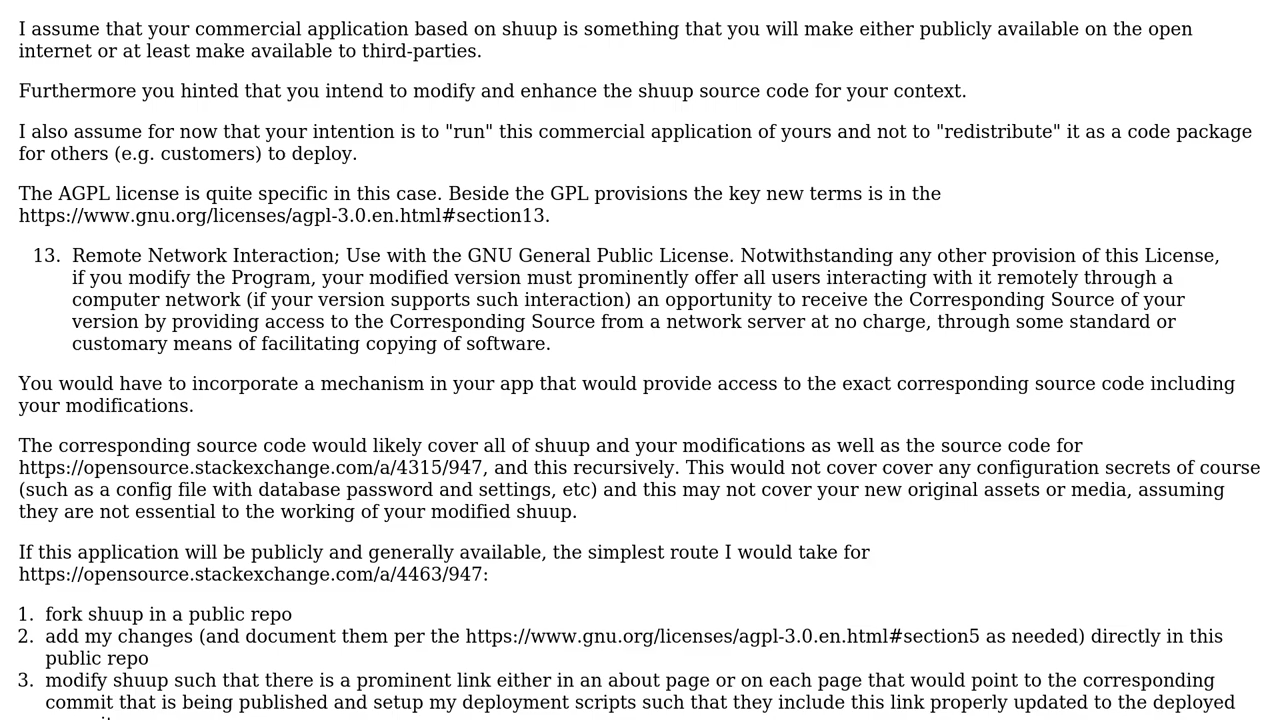 I assume that your commercial application based on shuup is something that you will make either publicly available on the open
internet or at least make available to third-parties.
Furthermore you hinted that you intend to modify and enhance the shuup source code for your context.
I also assume for now that your intention is to "run" this commercial application of yours and not to "redistribute" it as a code package
for others (e.g. customers) to deploy.
The AGPL license is quite specific in this case. Beside the GPL provisions the key new terms is in the
https://www.gnu.org/licenses/agpl-3.0.en.html#section13.
13. Remote Network Interaction; Use with the GNU General Public License. Notwithstanding any other provision of this License,
if you modify the Program, your modified version must prominently offer all users interacting with it remotely through a
computer network (if your version supports such interaction) an opportunity to receive the Corresponding Source of your
version by providing access to the Corresponding Source from a network server at no charge, through some standard or
customary means of facilitating copying of software.
You would have to incorporate a mechanism in your app that would provide access to the exact corresponding source code including
your modifications.
The corresponding source code would likely cover all of shuup and your modifications as well as the source code for
https://opensource.stackexchange.com/a/4315/947, and this recursively. This would not cover cover any configuration secrets of course
(such as a config file with database password and settings, etc) and this may not cover your new original assets or media, assuming
they are not essential to the working of your modified shuup.
If this application will be publicly and generally available, the simplest route I would take for
https://opensource.stackexchange.com/a/4463/947:
1. fork shuup in a public repo
2. add my changes (and document them per the https://www.gnu.org/licenses/agpl-3.0.en.html#section5 as needed) directly in this
public repo
3. modify shuup such that there is a prominent link either in an about page or on each page that would point to the corresponding
commit that is being published and setup my deployment scripts such that they include this link properly updated to the deployed